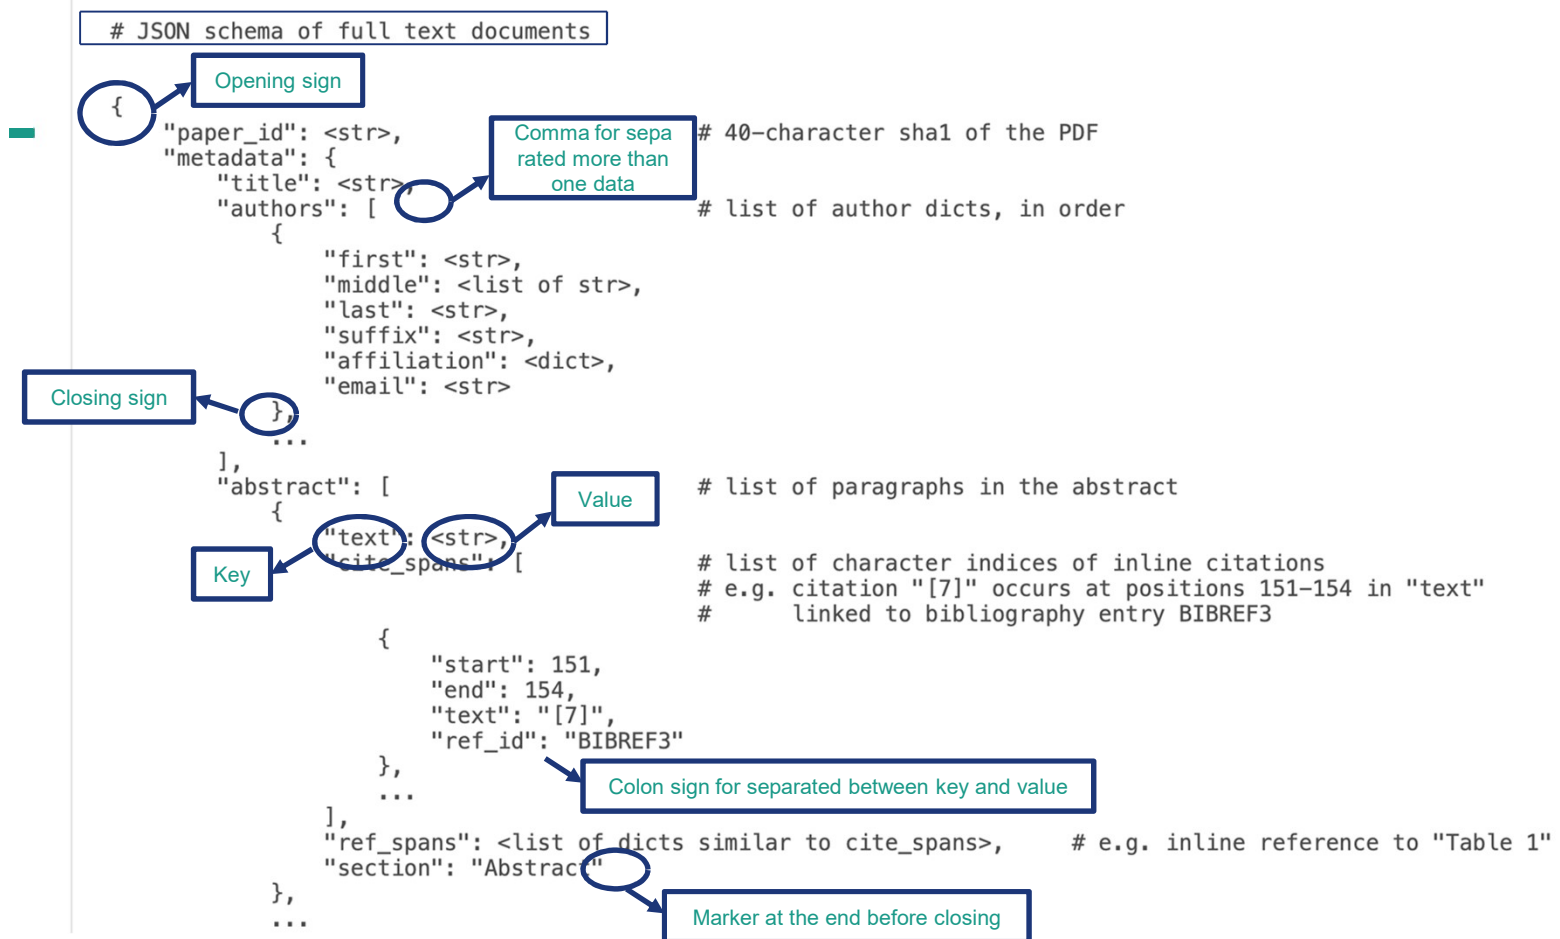 # JSON schema of full text documents
Opening sign
{
"paper_id": <str>, # 40-character sha1 of the PDF
Comma for sepa
rated more than
one data
"metadata": {
"title": <str>,
"authors": [ # list of author dicts, in order
{
"first": <str>,
"middle": <list of str>,
"last": <str>,
"suffix": <str>,
"affiliation": <dict>,
"email": <str>
Closing sign
},
...
],
"abstract": [ # list of paragraphs in the abstract
Value
{
"text": <str>,
Key
"cite_spans": [ # list of character indices of inline citations
# e.g. citation "[7]" occurs at positions 151-154 in "text"
# linked to bibliography entry BIBREF3
{
"start": 151,
"end": 154,
"text": "[7]",
"ref_id": "BIBREF3"
},
Colon sign for separated between key and value
...
],
"ref_spans": <list of dicts similar to cite_spans>, # e.g. inline reference to "Table 1"
"section": "Abstract"
},
Marker at the end before closing
...